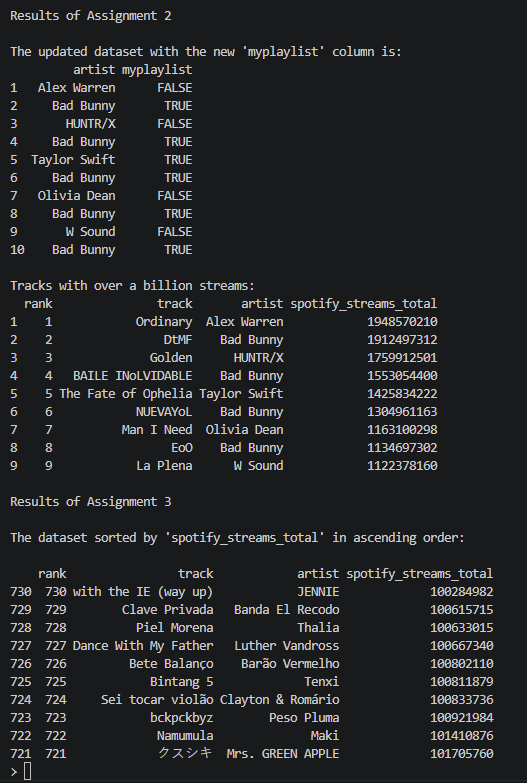 Results of Assignment 2
The updated dataset with the new 'myplaylist' column is:
artist myplaylist
1 Alex Warren FALSE
2 Bad Bunny TRUE
3 HUNTR/X FALSE
4 Bad Bunny TRUE
5 Taylor Swift TRUE
6 Bad Bunny TRUE
7 Olivia Dean FALSE
8 Bad Bunny TRUE
9 W Sound FALSE
10 Bad Bunny TRUE
Tracks with over a billion streams:
rank track artist spotify_streams_total
1 1 Ordinary Alex Warren 1948570210
2 2 DtMF Bad Bunny 1912497312
3 3 Golden HUNTR/X 1759912501
4 4 BAILE INoLVIDABLE Bad Bunny 1553054400
5 5 The Fate of Ophelia Taylor Swift 1425834222
6 6 NUEVAYoL Bad Bunny 1304961163
7 7 Man I Need Olivia Dean 1163100298
8 8 EoO Bad Bunny 1134697302
9 9 La Plena W Sound 1122378160
Results of Assignment 3
The dataset sorted by 'spotify_streams_total' in ascending order:
rank track artist spotify_streams_total
730 730 with the IE (way up) JENNIE 100284982
729 729 Clave Privada Banda El Recodo 100615715
728 728 Piel Morena Thalia 100633015
727 727 Dance With My Father Luther Vandross 100667340
726 726 Bete Balanço Barão Vermelho 100802110
725 725 Bintang 5 Tenxi 100811879
724 724 Sei tocar violão Clayton & Romário 100833736
723 723 bckpckbyz Peso Pluma 100921984
722 722 Namumula Maki 101410876
721 721 クスシキ Mrs. GREEN APPLE 101705760
>